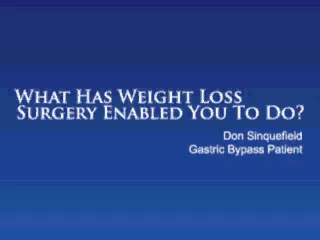 What Has Weight Loss
Surgery Enabled You To Do?
Don Sinquefield
Gastric Bypass Patient